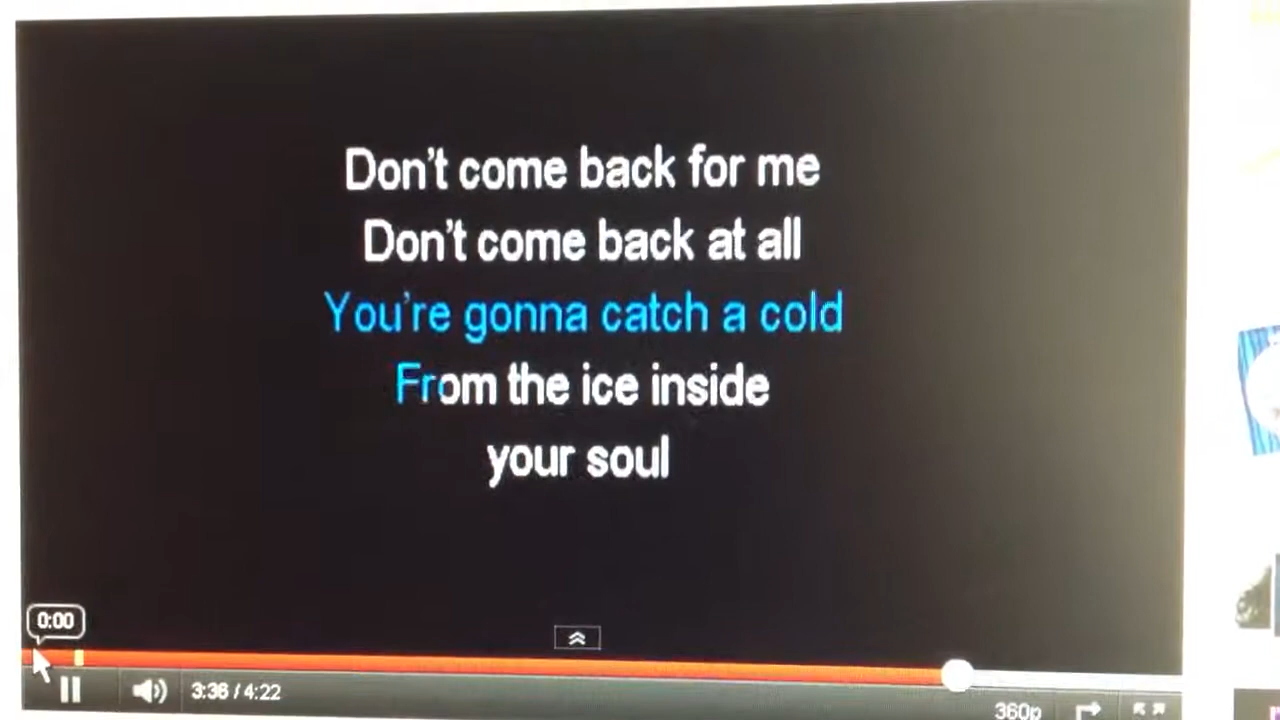 Don't come back for me
Don't come back at all
You're gonna catch a cold
From the ice inside
your soul
0:00
3:36 / 4:22
360p